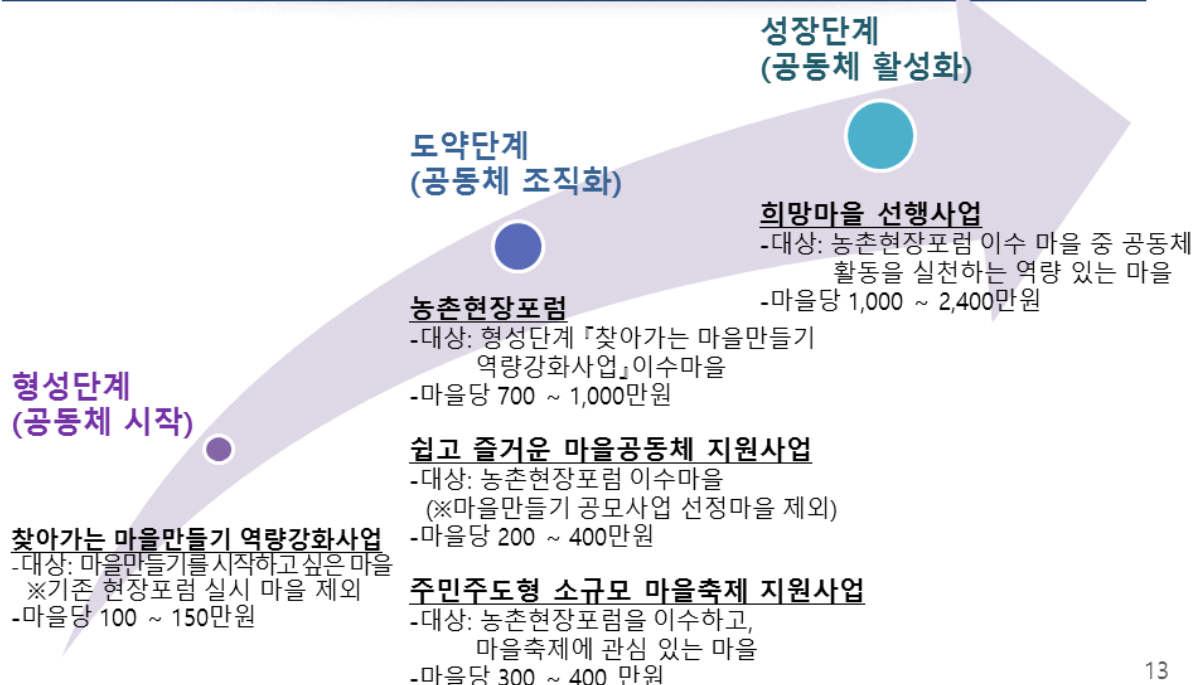 형성단계
(공동체 시작)
찾아가는 마을만들기 역량강화사업
-대상: 마을만들기를 시작하고 싶은 마을
※기존 현장포럼 실시 마을 제외
-마을당 100 ~ 150만원
도약단계
(공동체 조직화)
농촌현장포럼
-대상: 형성단계 『찾아가는 마을만들기
역량강화사업』이수마을
-마을당 700 ~ 1,000만원
쉽고 즐거운 마을공동체 지원사업
-대상: 농촌현장포럼 이수마을
(※마을만들기 공모사업 선정마을 제외)
-마을당 200 ~ 400만원
주민주도형 소규모 마을축제 지원사업
-대상: 농촌현장포럼을 이수하고,
마을축제에 관심 있는 마을
-마을당 300 ~ 400 만원
성장단계
(공동체 활성화)
희망마을 선행사업
-대상: 농촌현장포럼 이수 마을 중 공동체
활동을 실천하는 역량 있는 마을
-마을당 1,000 ~ 2,400만원
13